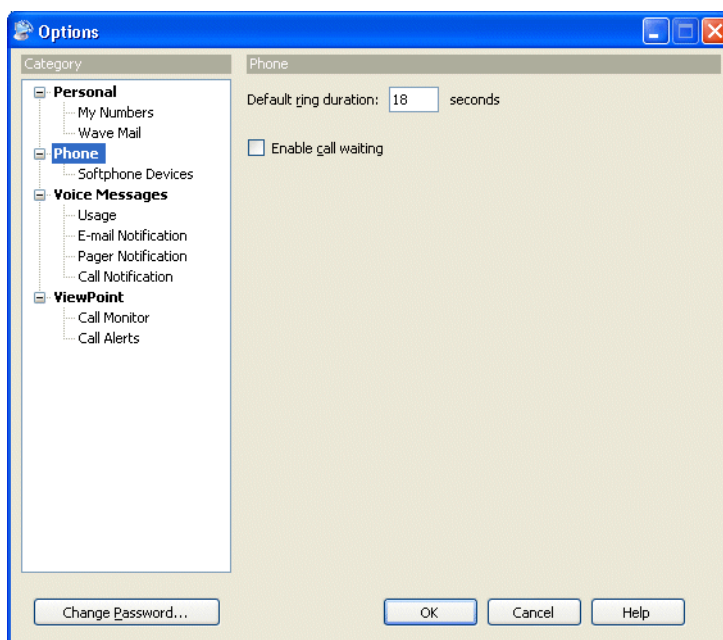 Options
Category
Phone
Personal
My Numbers
Wave Mail
Phone
Softphone Devices
Voice Messages
Usage
E-mail Notification
Pager Notification
Call Notification
ViewPoint
Call Monitor
Call Alerts
Default ring duration: 18 seconds
Enable call waiting
Change Password... OK Cancel Help